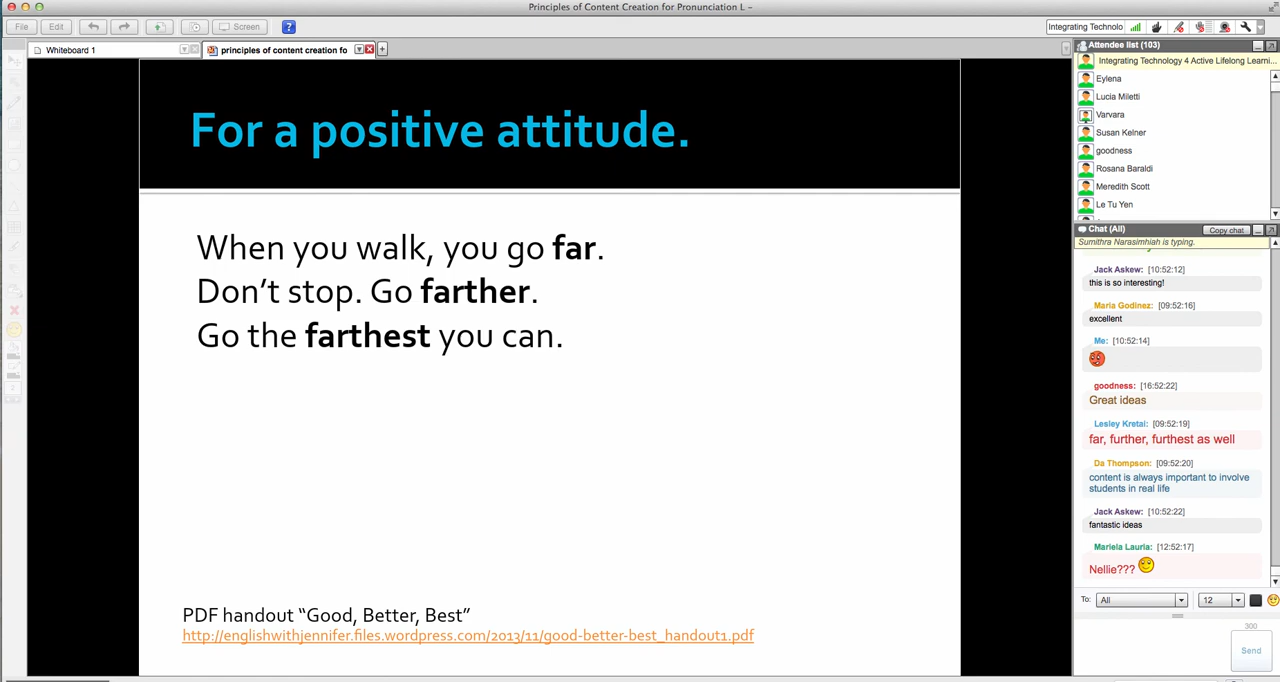 Principles of Content Creation for Pronunciation L –
File
Edit
Screen
?
Integrating Technolo
Whiteboard 1
principles of content creation fo
For a positive attitude.
When you walk, you go far.
Don’t stop. Go farther.
Go the farthest you can.
PDF handout “Good, Better, Best”
http://englishwithjennifer.files.wordpress.com/2013/11/good-better-best_handout1.pdf
Attendee list (103)
Integrating Technology 4 Active Lifelong Learni...
Eylena
Lucia Miletti
Varvara
Susan Kelner
goodness
Rosana Baraldi
Meredith Scott
Le Tu Yen
Chat (All)
Copy chat
Sumithra Narasimhiah is typing.
Jack Askew: [10:52:12]
this is so interesting!
Maria Godinez: [09:52:16]
excellent
Me: [10:52:14]
goodness: [16:52:22]
Great ideas
Lesley Kretai: [09:52:19]
far, further, furthest as well
Da Thompson: [09:52:20]
content is always important to involve
students in real life
Jack Askew: [10:52:22]
fantastic ideas
Mariela Lauria: [12:52:17]
Nellie???
To: All 12
300
Send